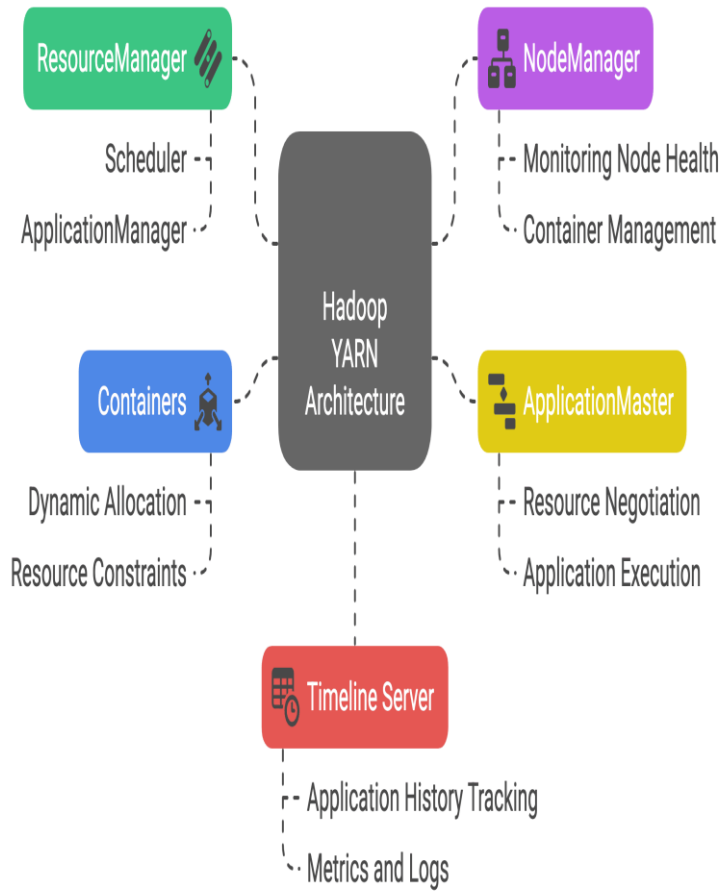 ResourceManager
Scheduler
ApplicationManager
NodeManager
Monitoring Node Health
Container Management
Hadoop
YARN
Architecture
Containers
Dynamic Allocation
Resource Constraints
ApplicationMaster
Resource Negotiation
Application Execution
Timeline Server
Application History Tracking
Metrics and Logs